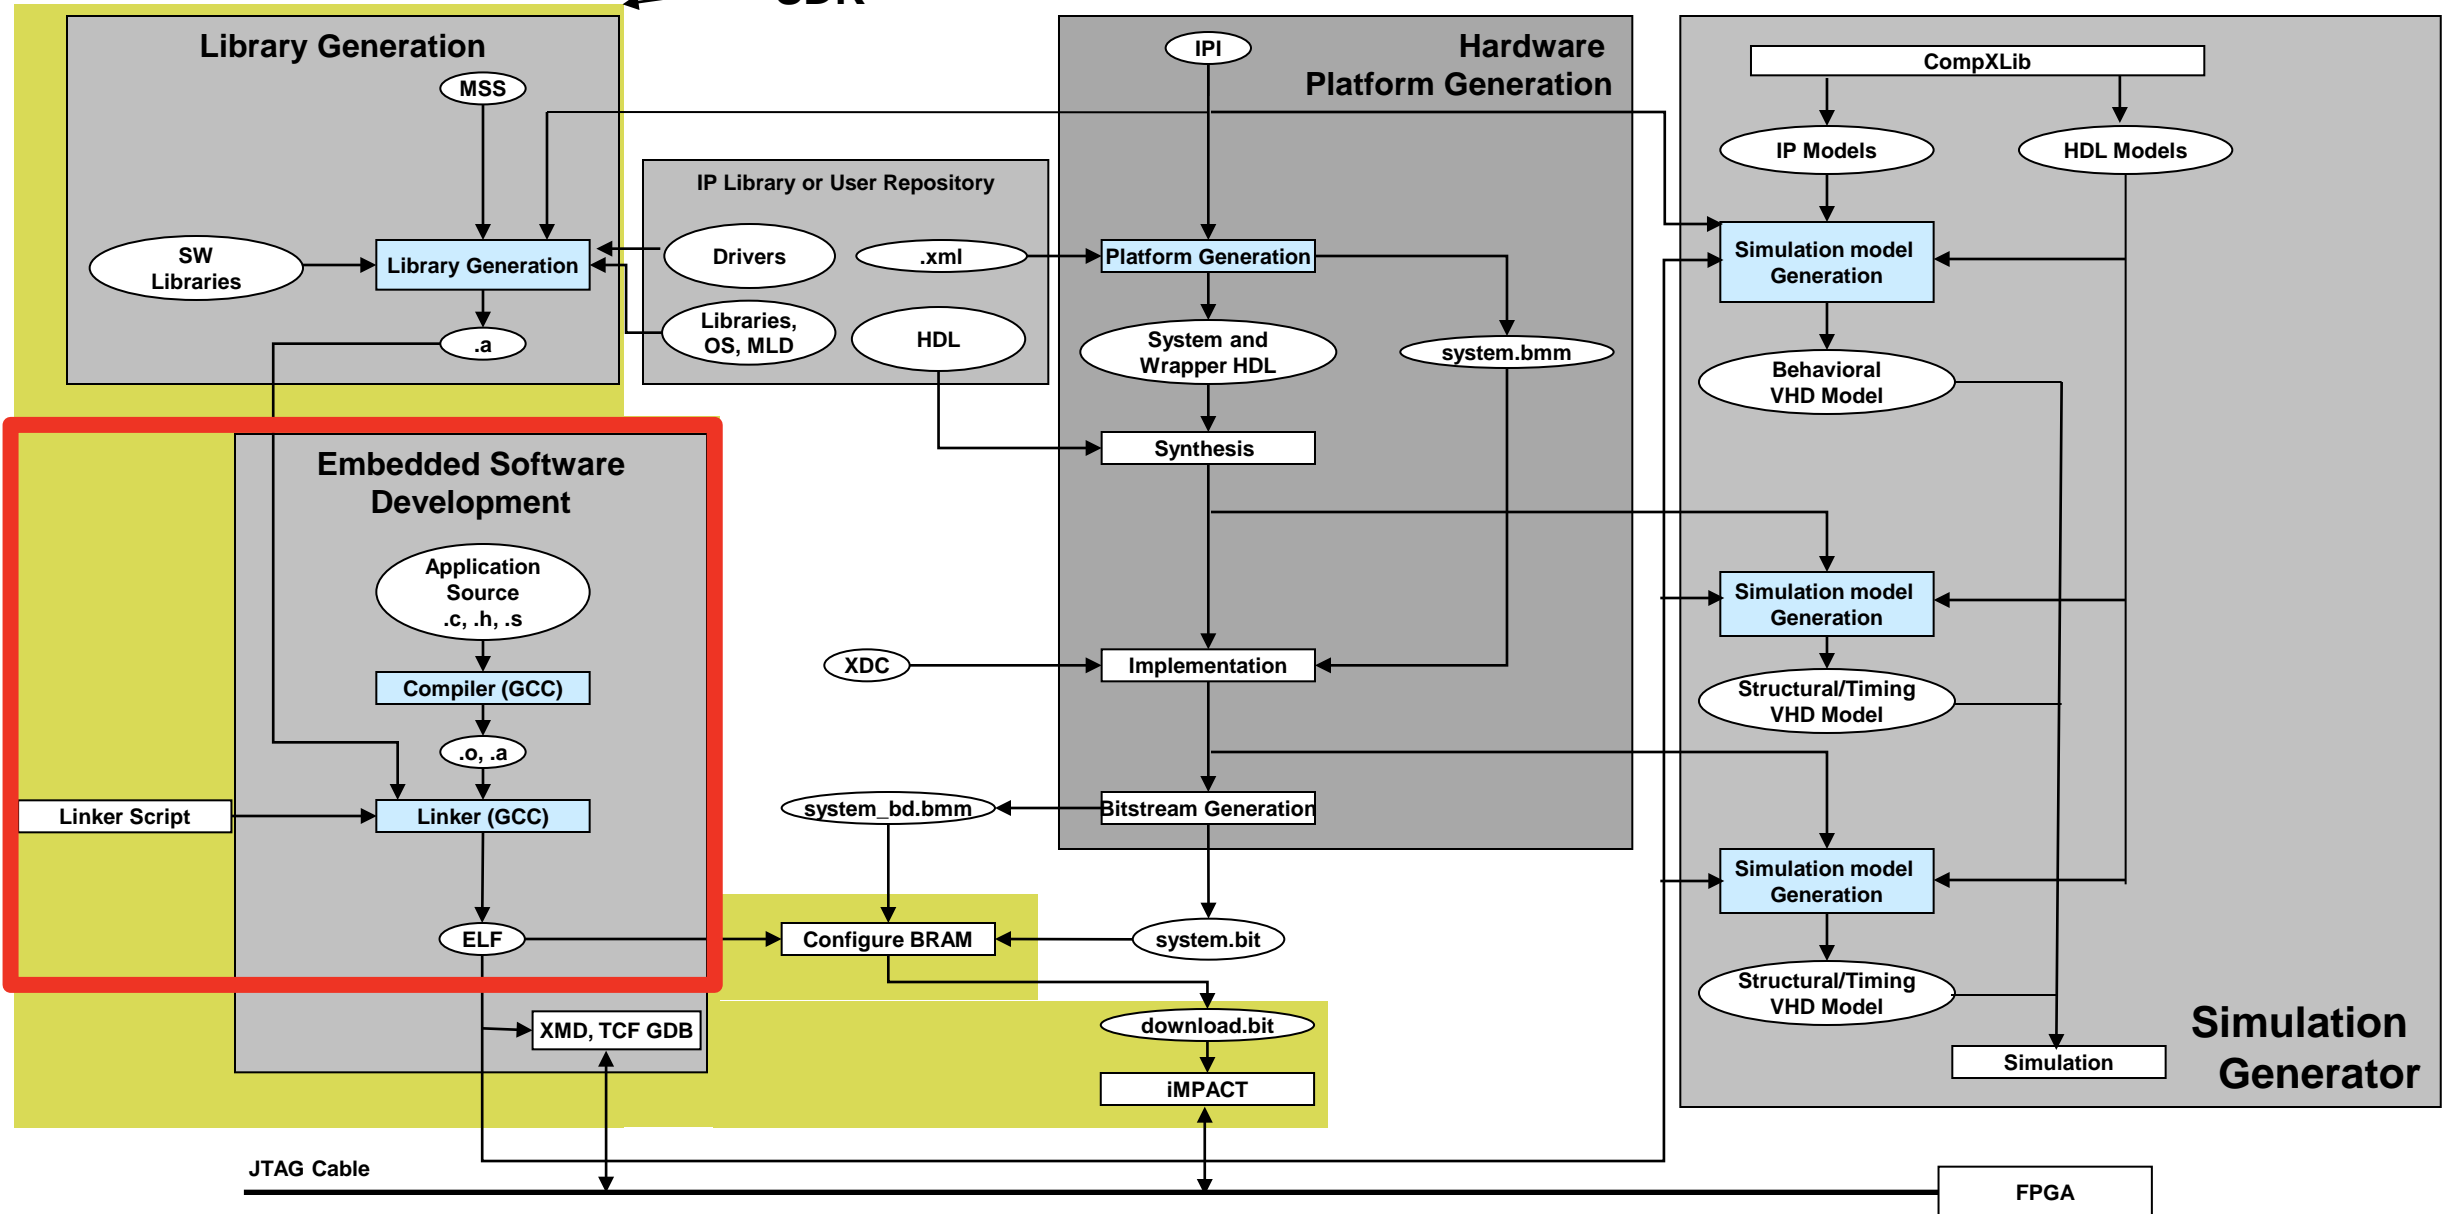 SDK
Library Generation
MSS
SW
Libraries
Library Generation
.a
IP Library or User Repository
Drivers
.xml
Libraries,
OS, MLD
HDL
IPI
Hardware
Platform Generation
Platform Generation
System and
Wrapper HDL
system.bmm
Synthesis
XDC
Implementation
Bitstream Generation
system_bd.bmm
system.bit
Configure BRAM
download.bit
iMPACT
Embedded Software
Development
Application
Source
.c, .h, .s
Compiler (GCC)
.o, .a
Linker Script
Linker (GCC)
ELF
XMD, TCF GDB
CompXLib
IP Models
HDL Models
Simulation model
Generation
Behavioral
VHD Model
Simulation model
Generation
Structural/Timing
VHD Model
Simulation model
Generation
Structural/Timing
VHD Model
Simulation
Simulation
Generator
JTAG Cable
FPGA